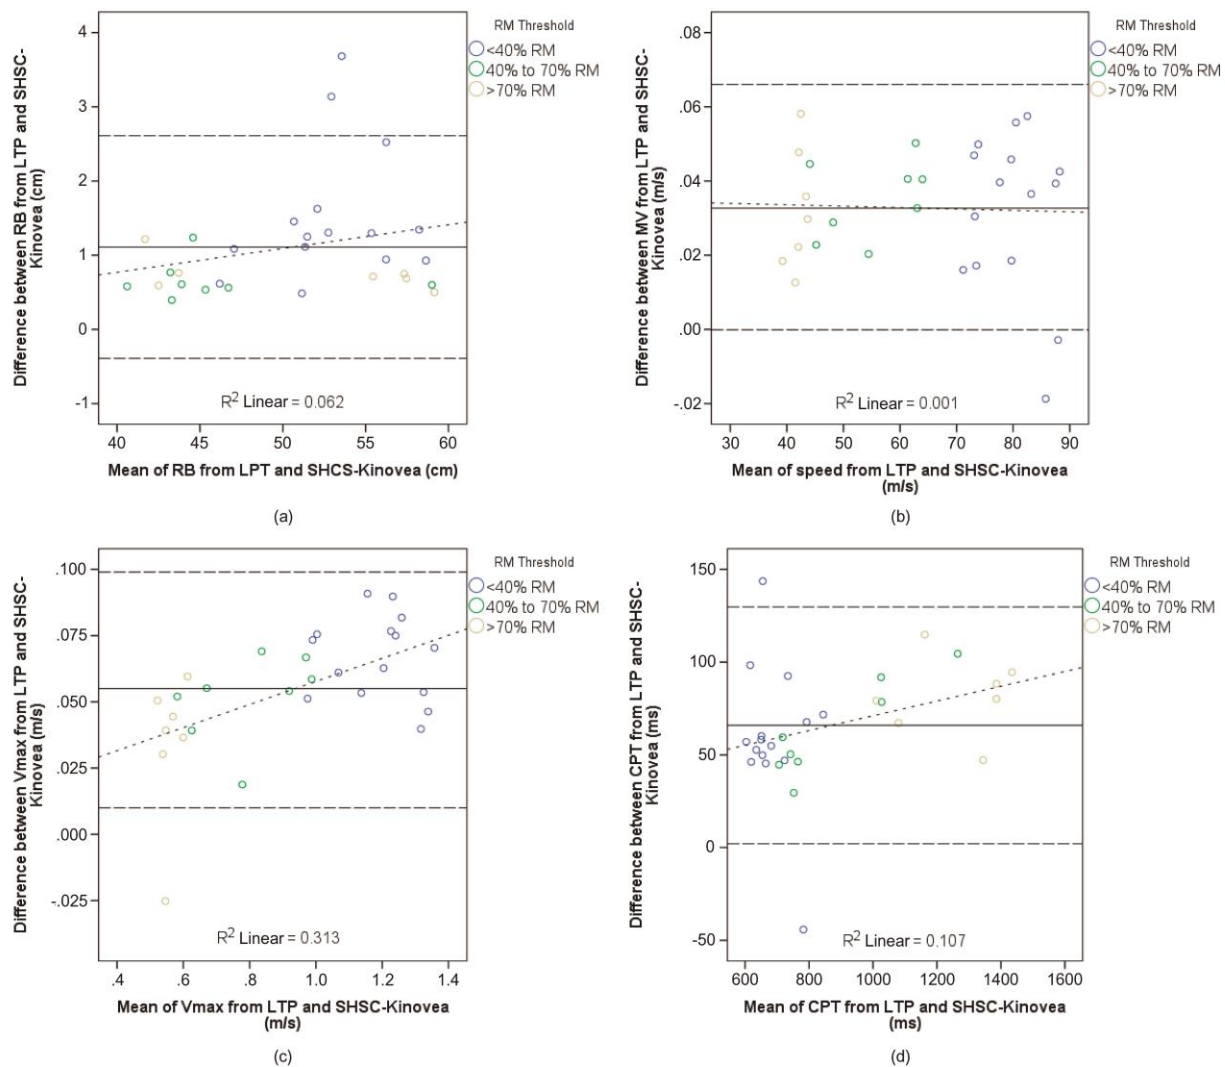 Difference between RB from LTP and SHSC-
Kinovea (cm)
4
3
2
1
0
-1
R2 Linear = 0.062
40 45 50 55 60
Mean of RB from LPT and SHCS-Kinovea (cm)
RM Threshold
<40% RM
40% to 70% RM
>70% RM
(a)
Difference between MV from LTP and SHSC-
Kinovea (m/s)
.08
.06
.04
.02
.00
-.02
R2 Linear = 0.001
30 40 50 60 70 80 90
Mean of speed from LTP and SHSC-Kinovea
(m/s)
RM Threshold
<40% RM
40% to 70% RM
>70% RM
(b)
Difference between Vmax from LTP and SHSC-
Kinovea (m/s)
.100
.075
.050
.025
.000
-.025
R2 Linear = 0.313
.4 .6 .8 1.0 1.2 1.4
Mean of Vmax from LTP and SHSC-Kinovea
(m/s)
RM Threshold
<40% RM
40% to 70% RM
>70% RM
(c)
Difference between CPT from LTP and SHSC-
Kinovea (ms)
150
100
50
0
-50
R2 Linear = 0.107
600 800 1000 1200 1400 1600
Mean of CPT from LTP and SHSC-Kinovea
(ms)
RM Threshold
<40% RM
40% to 70% RM
>70% RM
(d)